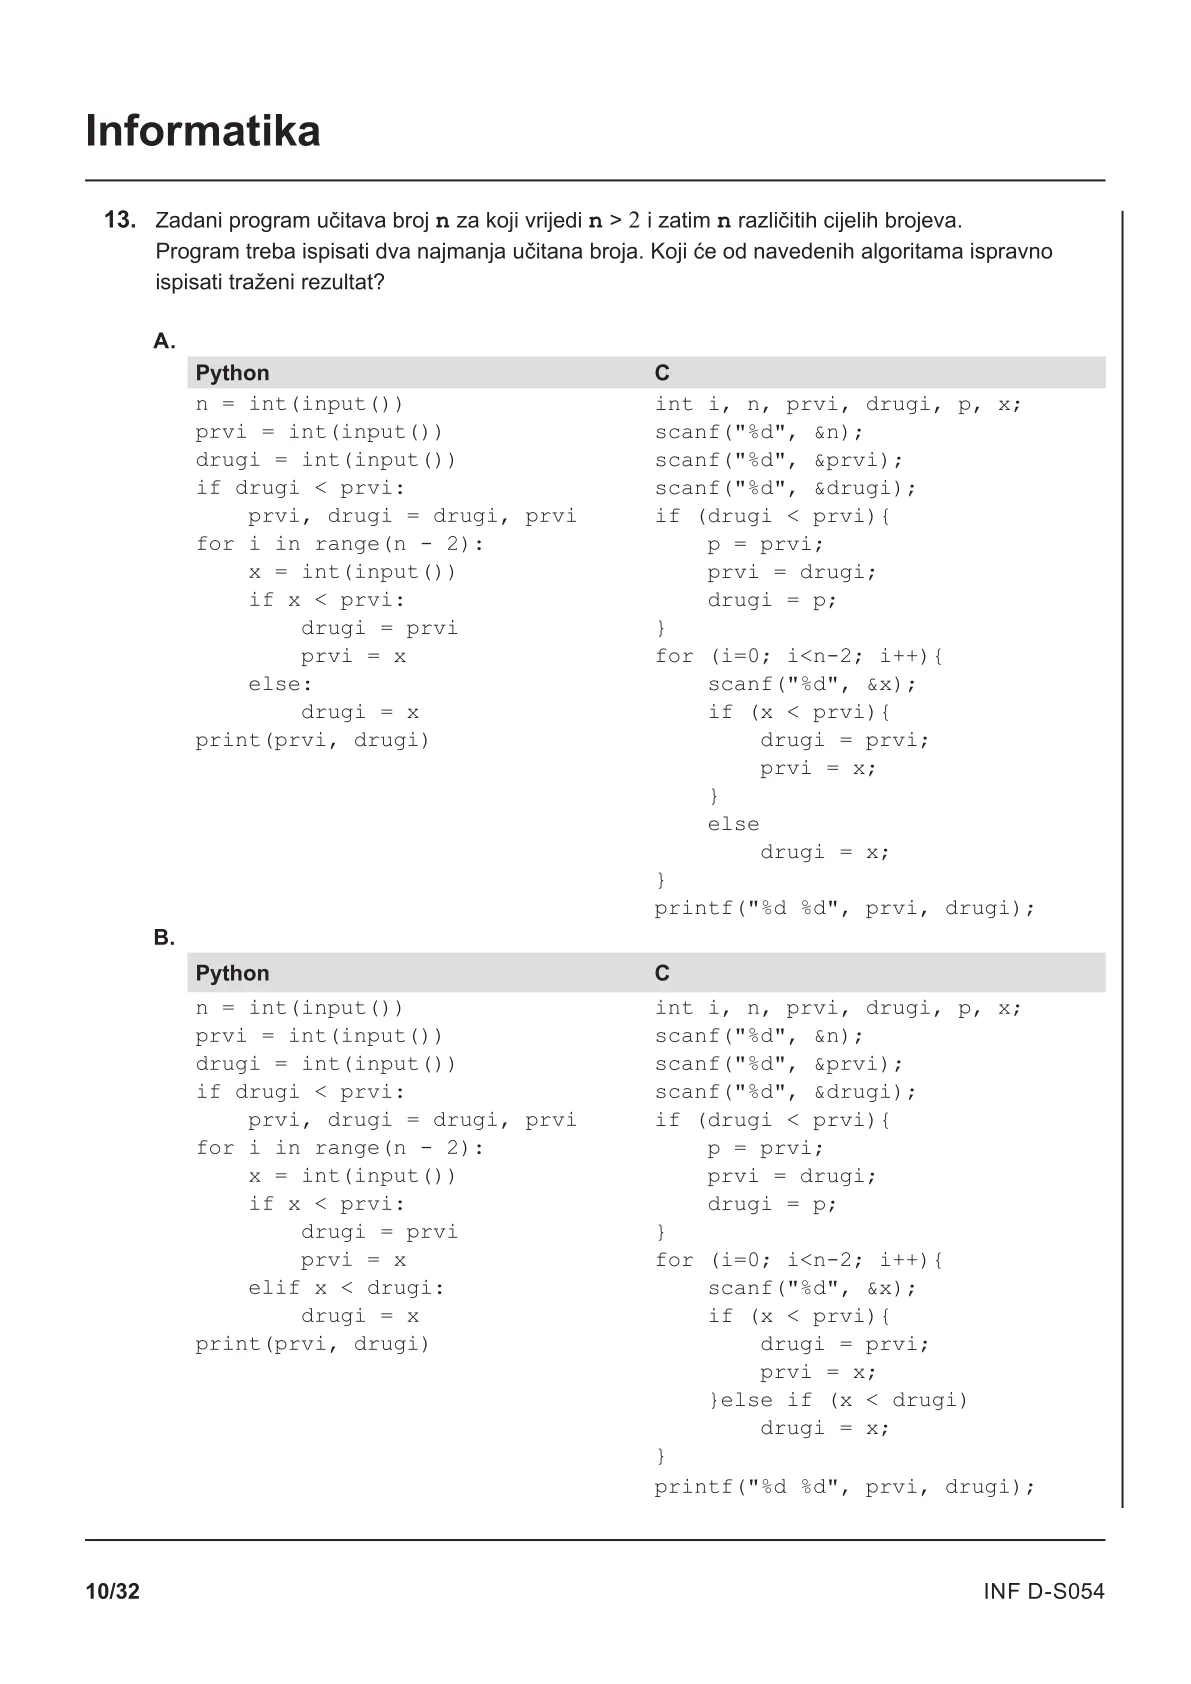 Informatika
13. Zadani program učitava broj n za koji vrijedi n > 2 i zatim n različitih cijelih brojeva.
Program treba ispisati dva najmanja učitana broja. Koji će od navedenih algoritama ispravno
ispisati traženi rezultat?
A.
Python
n = int(input())
prvi = int(input())
drugi = int(input())
if drugi < prvi:
    prvi, drugi = drugi, prvi
for i in range(n - 2):
    x = int(input())
    if x < prvi:
        drugi = prvi
        prvi = x
    else:
        drugi = x
print(prvi, drugi)
C
int i, n, prvi, drugi, p, x;
scanf("%d", &n);
scanf("%d", &prvi);
scanf("%d", &drugi);
if (drugi < prvi){
    p = prvi;
    prvi = drugi;
    drugi = p;
}
for (i=0; i<n-2; i++){
    scanf("%d", &x);
    if (x < prvi){
        drugi = prvi;
        prvi = x;
    }
    else
        drugi = x;
}
printf("%d %d", prvi, drugi);
B.
Python
n = int(input())
prvi = int(input())
drugi = int(input())
if drugi < prvi:
    prvi, drugi = drugi, prvi
for i in range(n - 2):
    x = int(input())
    if x < prvi:
        drugi = prvi
        prvi = x
    elif x < drugi:
        drugi = x
print(prvi, drugi)
C
int i, n, prvi, drugi, p, x;
scanf("%d", &n);
scanf("%d", &prvi);
scanf("%d", &drugi);
if (drugi < prvi){
    p = prvi;
    prvi = drugi;
    drugi = p;
}
for (i=0; i<n-2; i++){
    scanf("%d", &x);
    if (x < prvi){
        drugi = prvi;
        prvi = x;
    }else if (x < drugi)
        drugi = x;
}
printf("%d %d", prvi, drugi);
10/32
INF D-S054